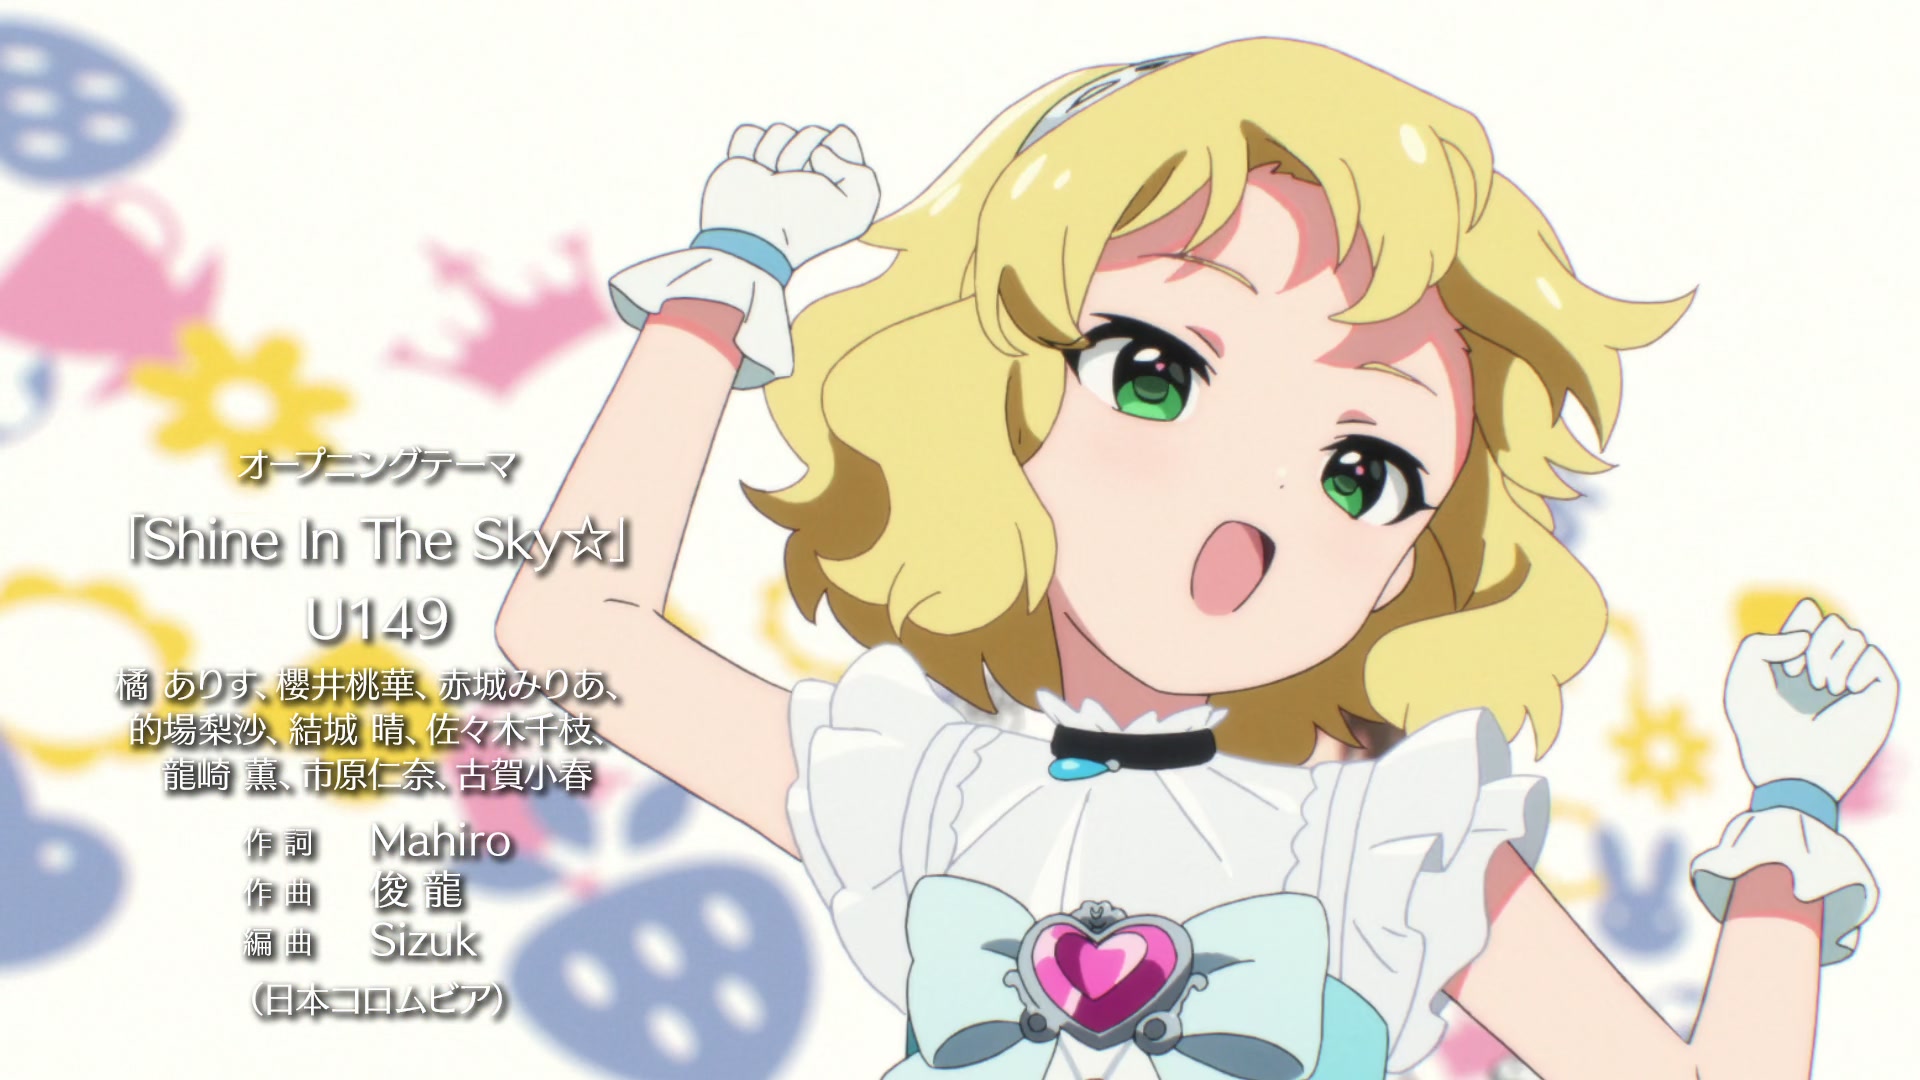 オープニングテーマ
「Shine In The Sky☆」
U149
橘 ありす、櫻井桃華、赤城みりあ、
的場梨沙、結城 晴、佐々木千枝、
龍崎 薫、市原仁奈、古賀小春
作 詞 Mahiro
作 曲 俊 龍
編 曲 Sizuk
（日本コロムビア）